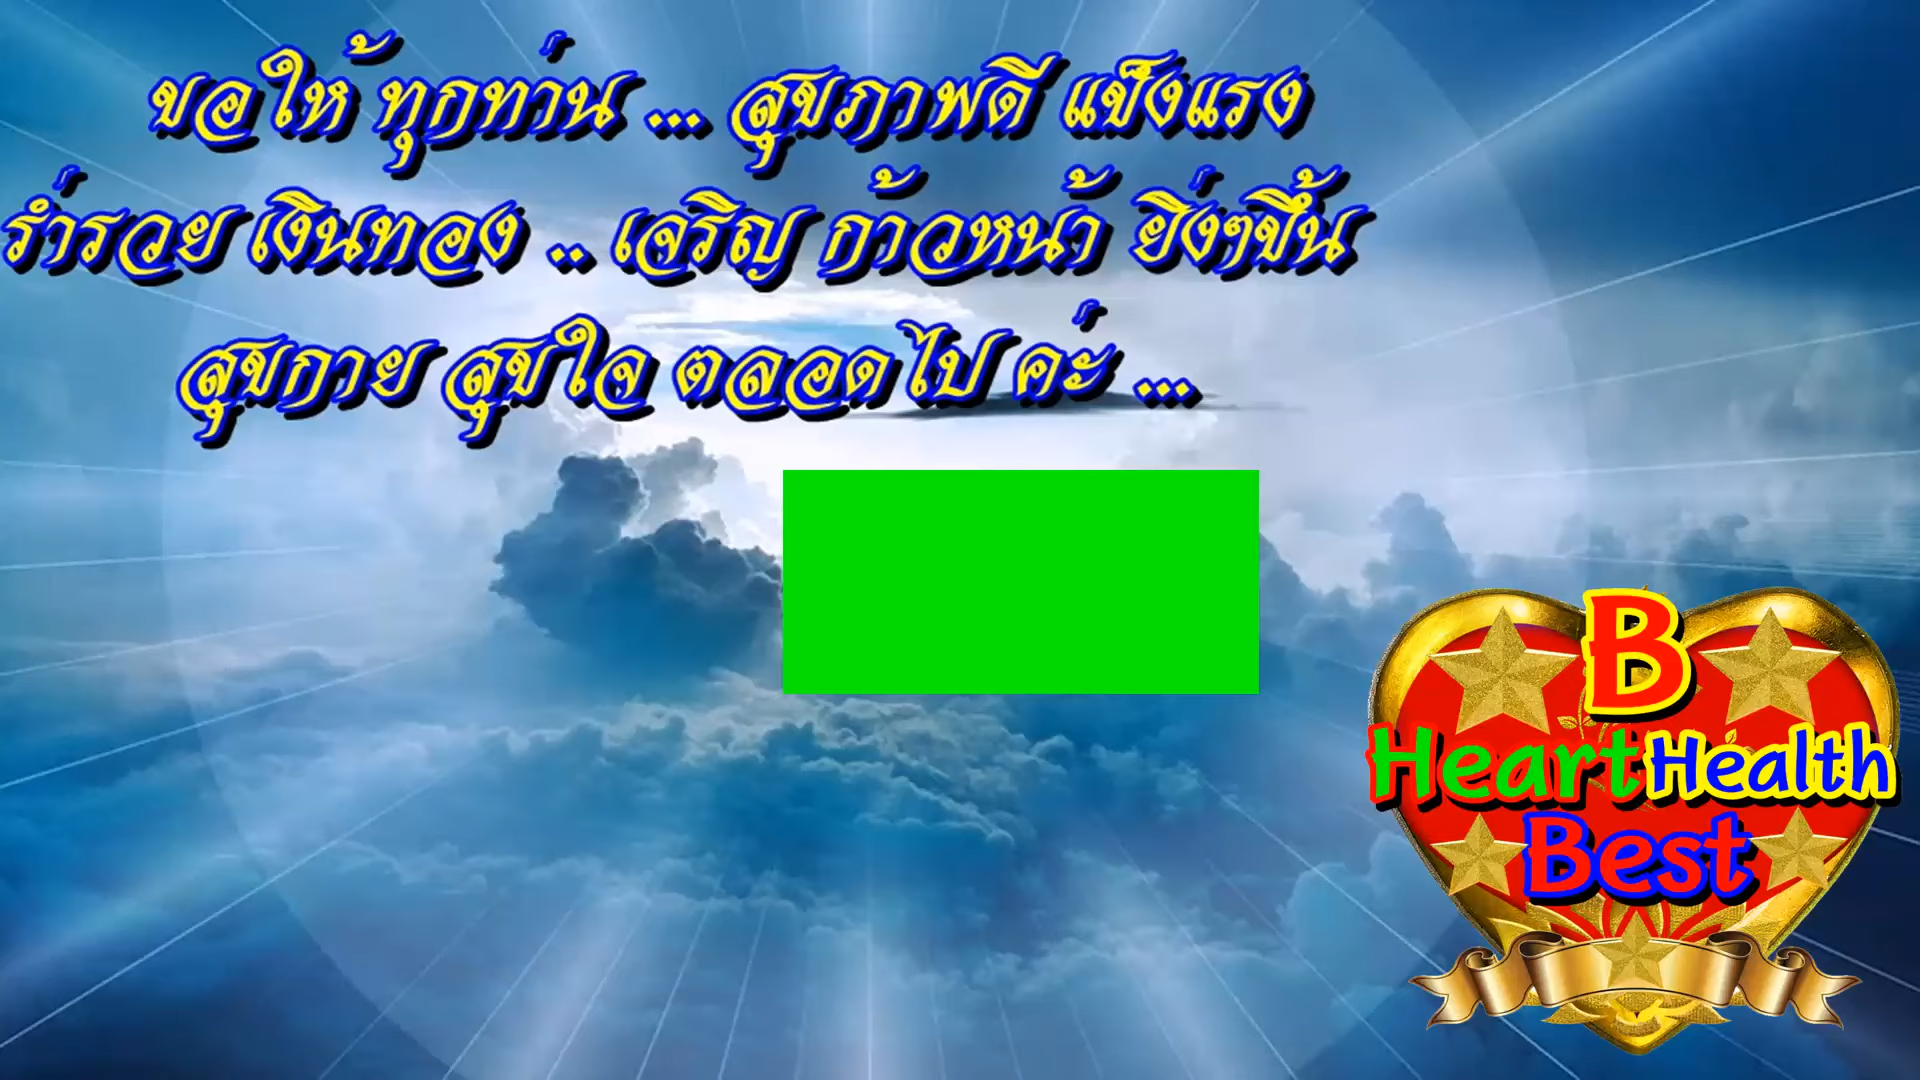 ขอให้ ทุกท่าน ... สุขภาพดี แข็งแรง
ร่ำรวย เงินทอง .. เจริญ ก้าวหน้า ยิ่งๆขึ้น
สุขกาย สุขใจ ตลอดไป ค่ะ ...
B
Heart Health
Best